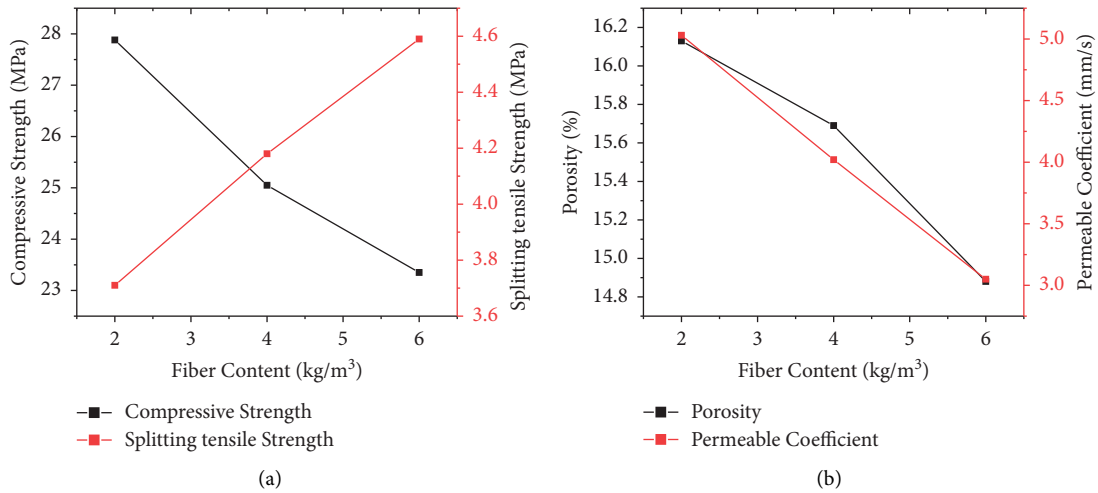 28
27
26
25
24
23
Compressive Strength (MPa)
4.6
4.4
4.2
4.0
3.8
3.6
Splitting tensile Strength (MPa)
2 3 4 5 6
Fiber Content (kg/m³)
Compressive Strength
Splitting tensile Strength
(a)
16.2
16.0
15.8
15.6
15.4
15.2
15.0
14.8
Porosity (%)
5.0
4.5
4.0
3.5
3.0
Permeable Coefficient (mm/s)
2 3 4 5 6
Fiber Content (kg/m³)
Porosity
Permeable Coefficient
(b)